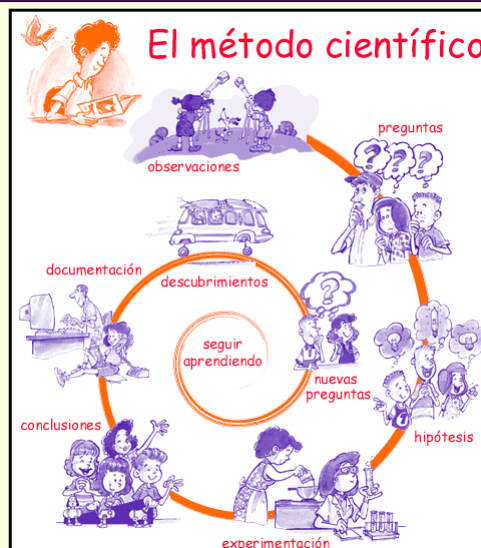 El método científico
observaciones
preguntas
hipótesis
experimentación
conclusiones
documentación
descubrimientos
nuevas
preguntas
seguir
aprendiendo